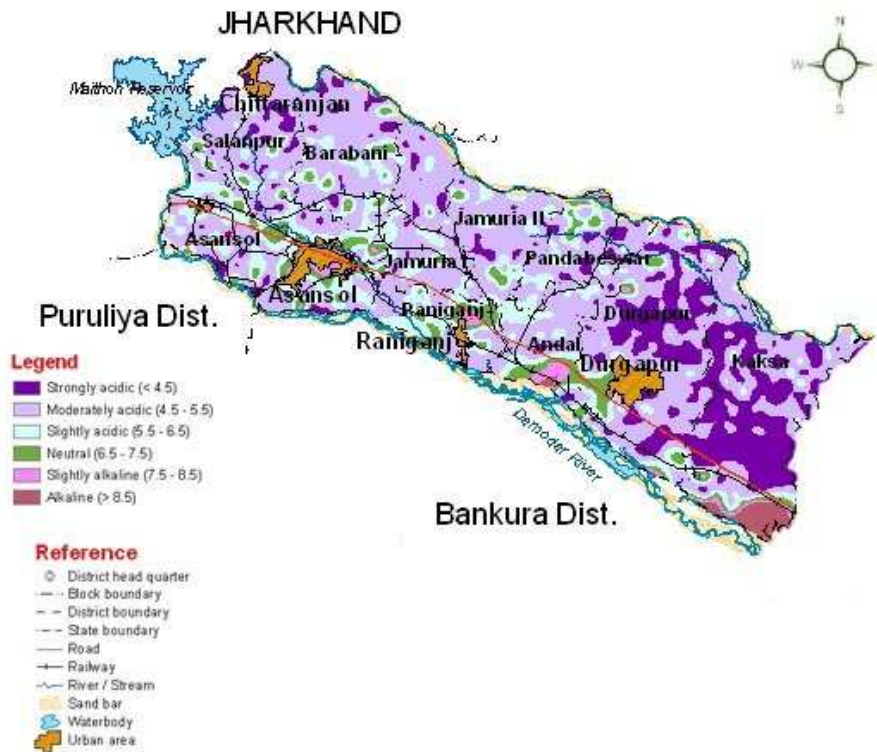 JHARKHAND
N
W
S
Maithon Reservoir
Chittaranjan
Salanpur
Barabani
Jamuria II
Asansol
Jamuria I
Pandabeswar
Asansol
Raniganj
Durgapur
Puruliya Dist.
Raniganj
Andal
Durgapur
Kaksa
Damodar River
Bankura Dist.
Legend
Strongly acidic (< 4.5)
Moderately acidic (4.5 - 5.5)
Slightly acidic (5.5 - 6.5)
Neutral (6.5 - 7.5)
Slightly alkaline (7.5 - 8.5)
Alkaline (> 8.5)
Reference
District head quarter
Block boundary
District boundary
State boundary
Road
Railway
River / Stream
Sand bar
Waterbody
Urban area